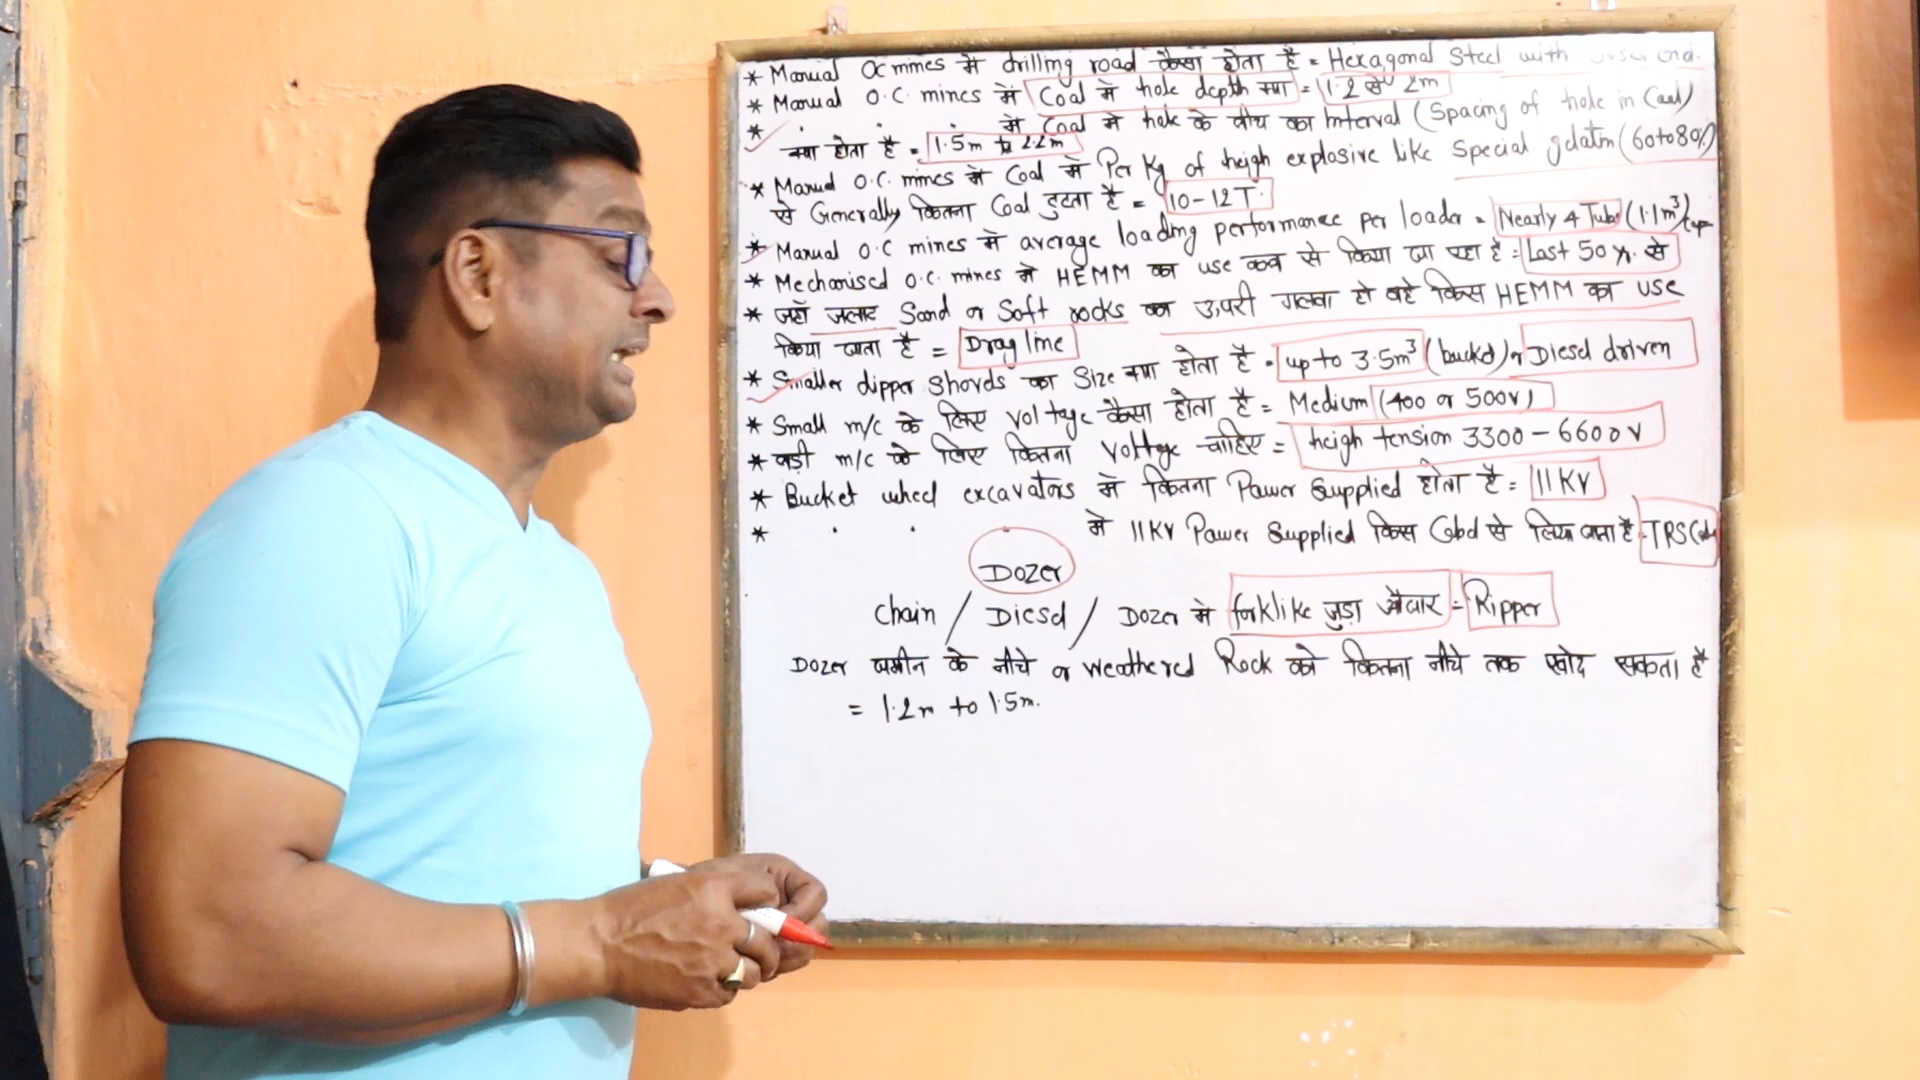 * Manual OC mines में drilling road कैसा होता है = Hexagonal Steel with
* Manual O.C. mines में Coal में hole depth क्या = 1.2 से 2m
* " " " में Coal में hole के बीच का Interval (Spacing of hole in Coal)
क्या होता है = 1.5m to 2.2m
* Manual O.C. mines में Coal में Per Kg of heigh explosive like Special gelatin (60 to 80%)
से Generally कितना Coal टुटता है = 10-12T.
* Manual O.C mines में average loading performance per loader = Nearly 4 Tubs (1.1m³)
* Mechanised O.C. mines में HEMM का use कब से किया जा रहा है = Last 50 yr. से
* जहाँ जलोढ Sand or Soft rocks का ऊपरी मलवा हो वहे किस HEMM का use
किया जाता है = Drag line
* Smaller dipper Shovels का Size क्या होता है = up to 3.5m³ (bucket) or Diesel driven
* Small m/c के लिए voltage कैसा होता है = Medium (400 or 500V)
* बड़ी m/c के लिए कितना Voltage चाहिए = heigh tension 3300-6600V
* Bucket wheel excavators में कितना Power Supplied होता है = 11KV
* " " में 11KV Power Supplied किस Cabel से लिया जाता है = TRS
Dozer
Chain / Diesel / Dozer में forklike जुड़ा औजार = Ripper
Dozer जमीन के नीचे or weathered Rock को कितना नीचे तक खोद सकता है
= 1.2m to 1.5m.